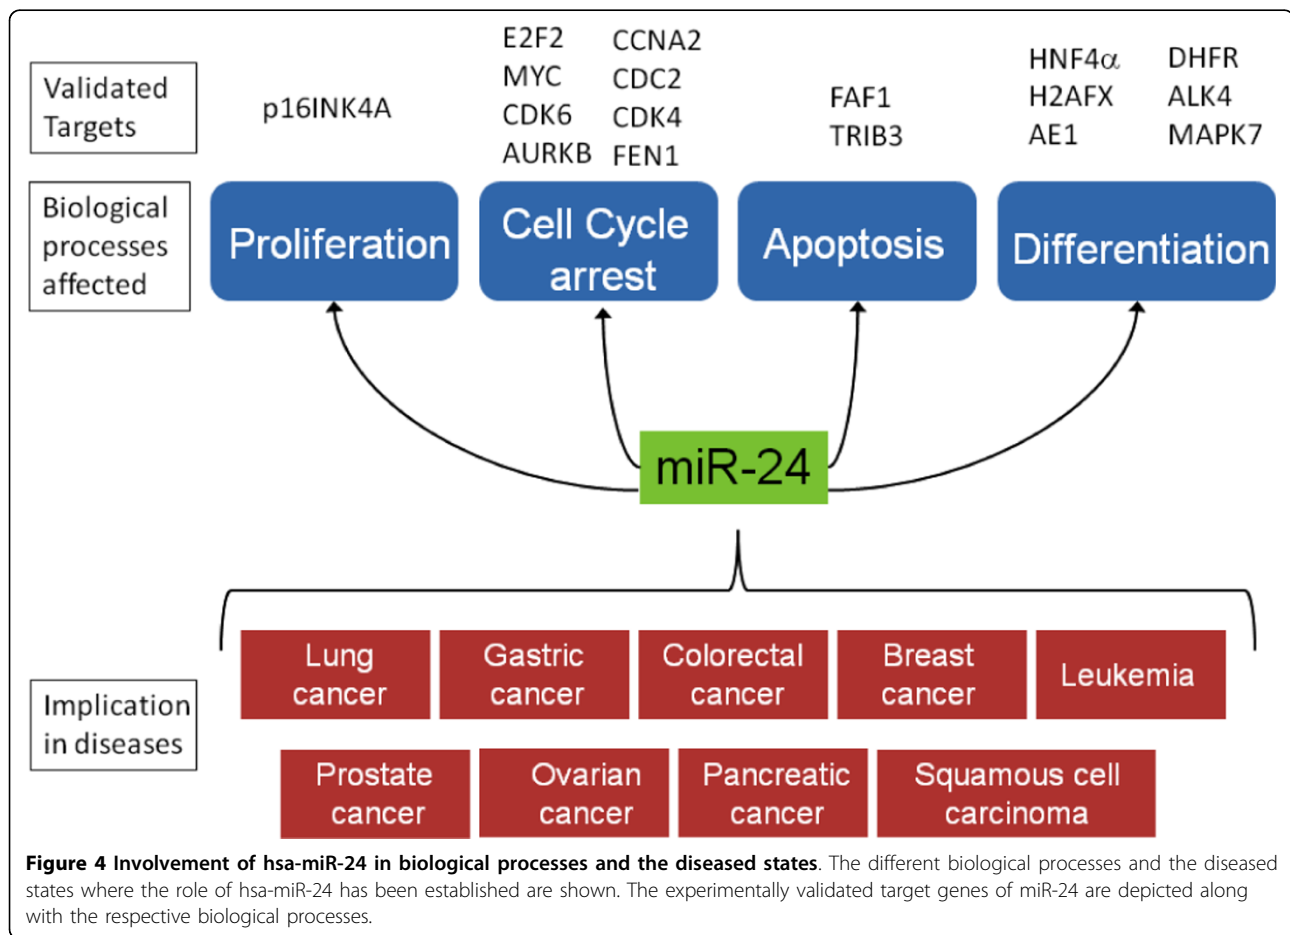 Validated
Targets
p16INK4A
E2F2
MYC
CDK6
AURKB
CCNA2
CDC2
CDK4
FEN1
FAF1
TRIB3
HNF4α
H2AFX
AE1
DHFR
ALK4
MAPK7
Biological
processes
affected
Proliferation
Cell Cycle
arrest
Apoptosis
Differentiation
miR-24
Implication
in diseases
Lung
cancer
Gastric
cancer
Colorectal
cancer
Breast
cancer
Leukemia
Prostate
cancer
Ovarian
cancer
Pancreatic
cancer
Squamous cell
carcinoma
Figure 4 Involvement of hsa-miR-24 in biological processes and the diseased states. The different biological processes and the diseased
states where the role of hsa-miR-24 has been established are shown. The experimentally validated target genes of miR-24 are depicted along
with the respective biological processes.